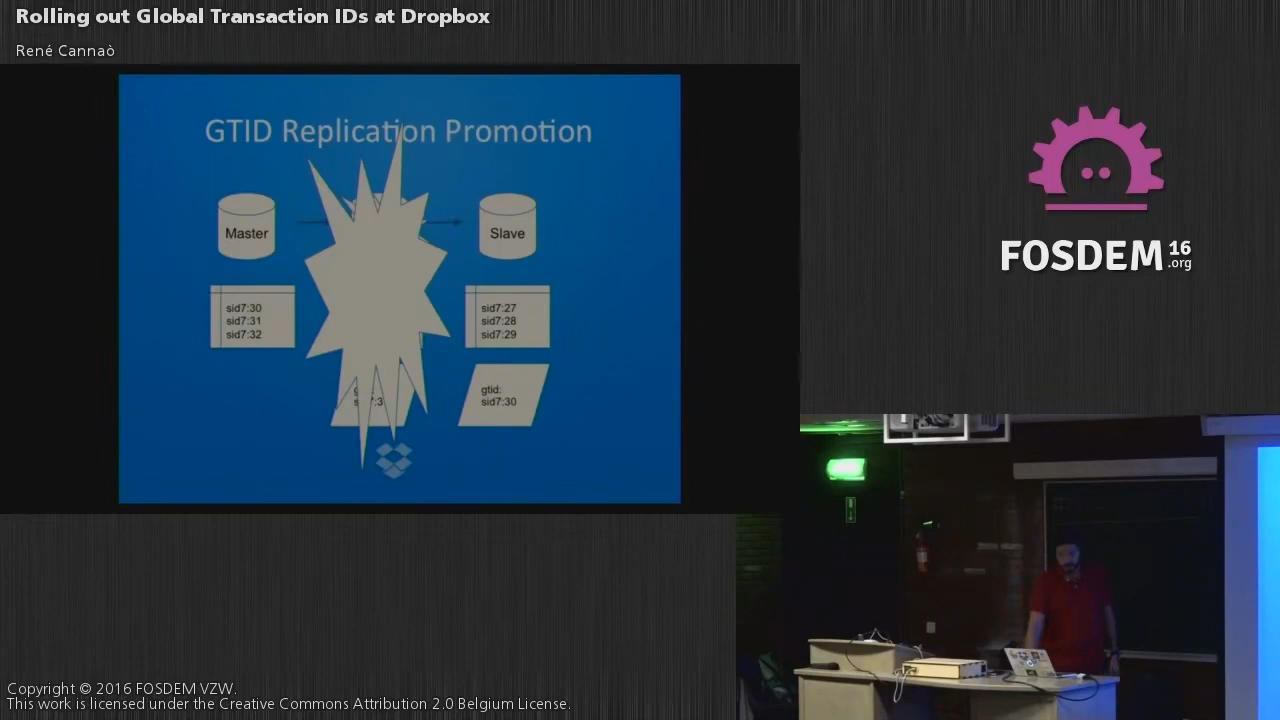 Rolling out Global Transaction IDs at Dropbox
René Cannaò
GTID Replication Promotion
Master
Slave
sid7:30
sid7:31
sid7:32
sid7:27
sid7:28
sid7:29
gtid:
sid7:30
FOSDEM 16
.org
Copyright © 2016 FOSDEM VZW.
This work is licensed under the Creative Commons Attribution 2.0 Belgium License.